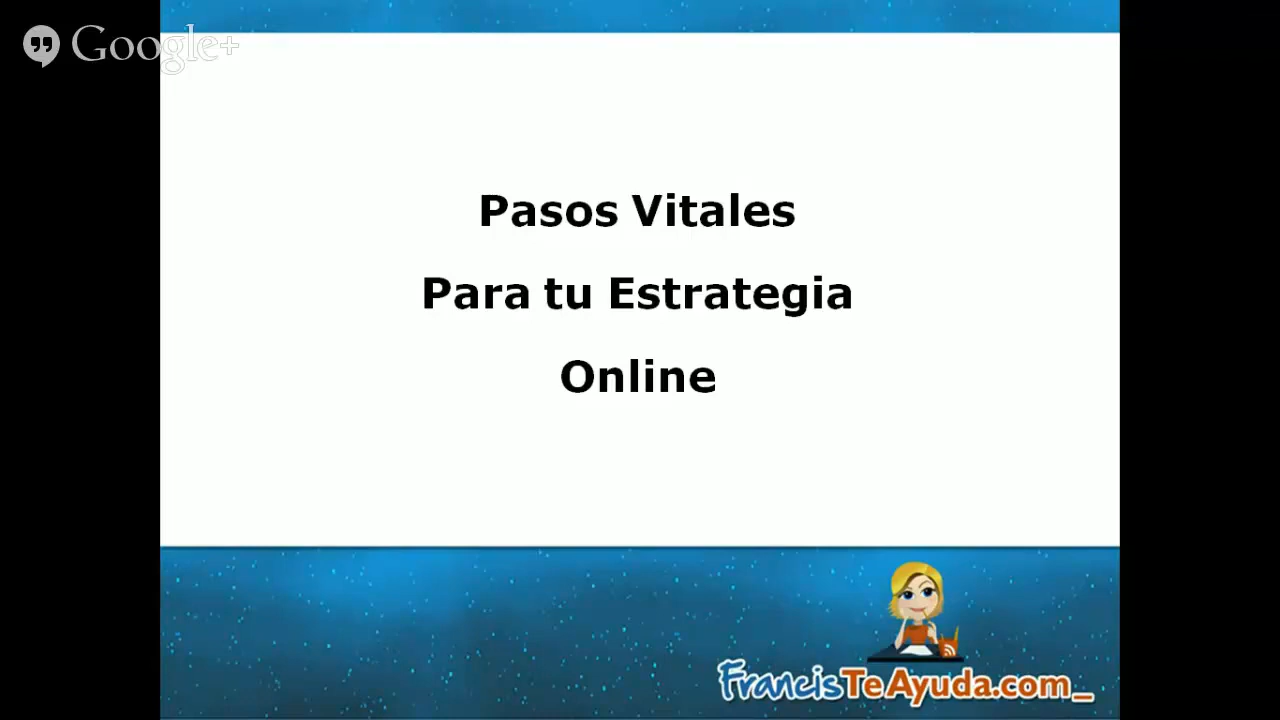 Google+
Pasos Vitales
Para tu Estrategia
Online
FrancisTeAyuda.com_